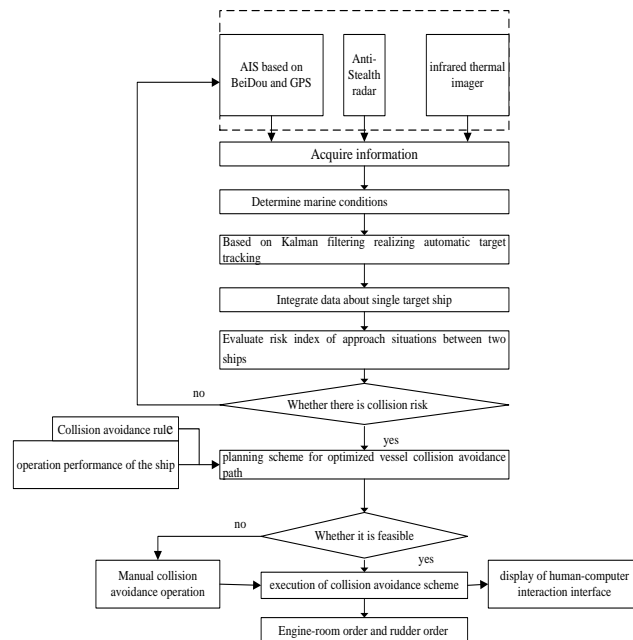 AIS based on
BeiDou and GPS
Anti-
Stealth
radar
infrared thermal
imager
Acquire information
Determine marine conditions
Based on Kalman filtering realizing automatic target
tracking
Integrate data about single target ship
Evaluate risk index of approach situations between two
ships
no
Whether there is collision risk
Collision avoidance rule
yes
operation performance of the ship
planning scheme for optimized vessel collision avoidance
path
no
Whether it is feasible
yes
Manual collision
avoidance operation
execution of collision avoidance scheme
display of human-computer
interaction interface
Engine-room order and rudder order